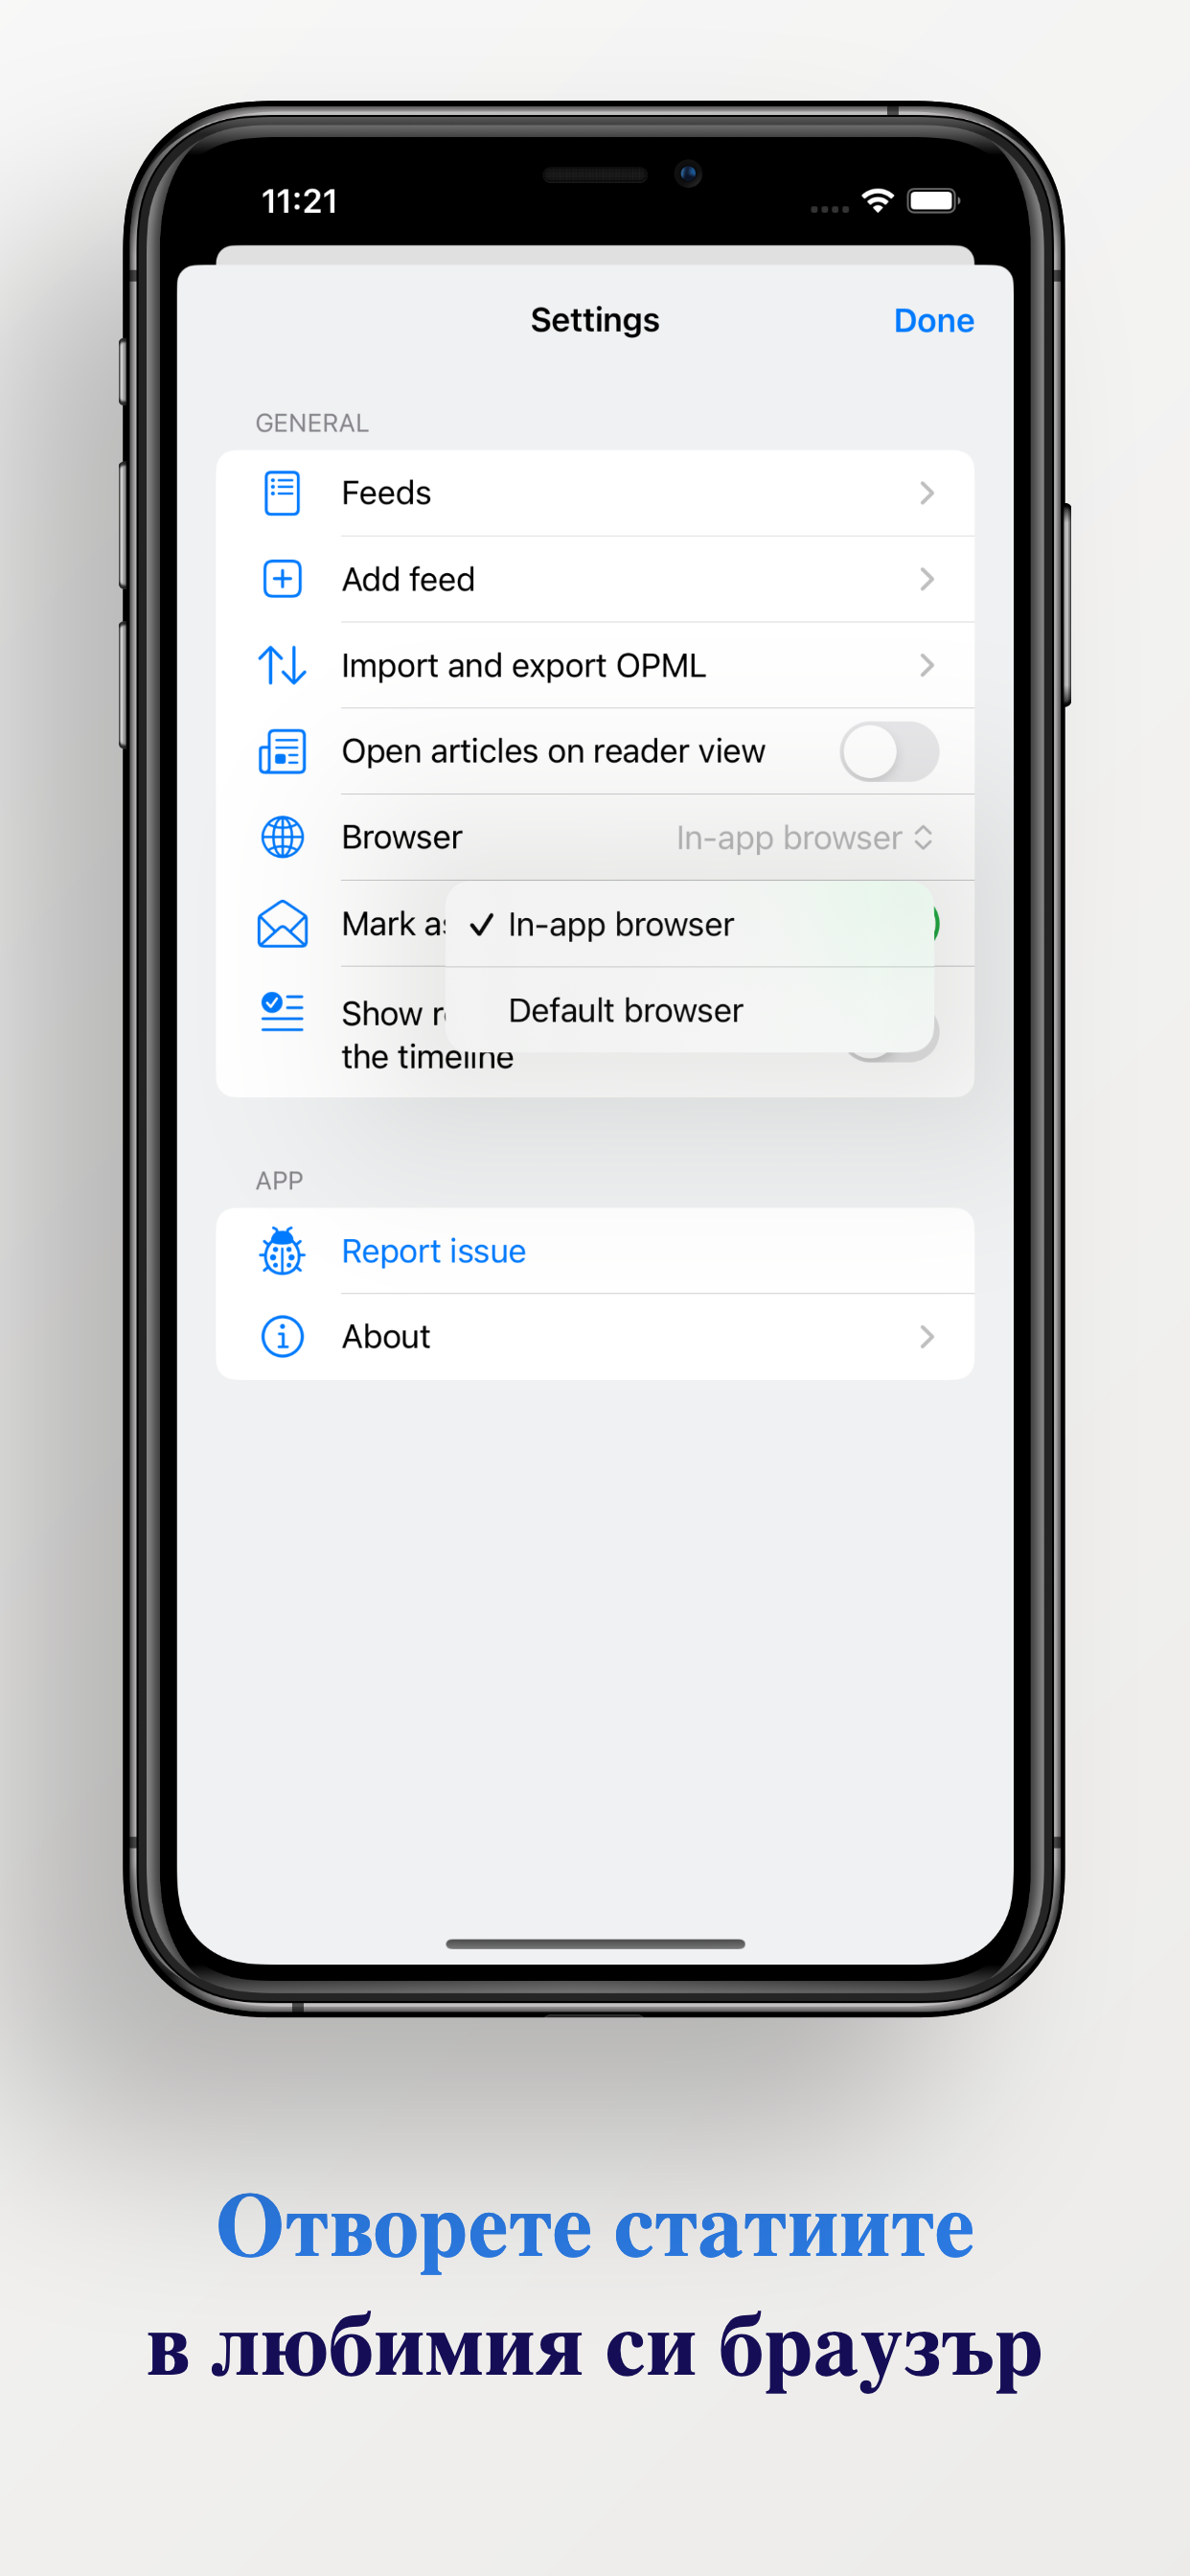 11:21
Settings
Done
GENERAL
Feeds
Add feed
Import and export OPML
Open articles on reader view
Browser
In-app browser
Mark
In-app browser
Show
Default browser
the timeline
APP
Report issue
About
Отворете статиите
в любимия си браузър